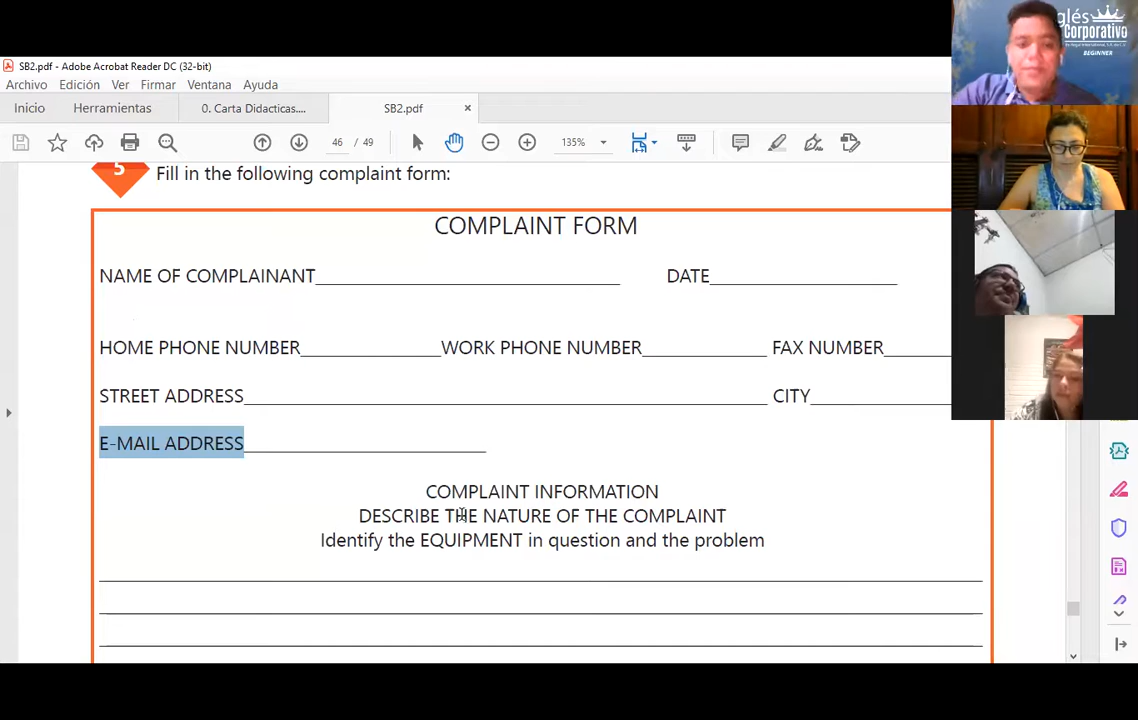 SB2.pdf - Adobe Acrobat Reader DC (32-bit)
Archivo Edición Ver Firmar Ventana Ayuda
Inicio Herramientas 0. Carta Didacticas.... SB2.pdf ×
46 / 49 135%
5 Fill in the following complaint form:
COMPLAINT FORM
NAME OF COMPLAINANT DATE
HOME PHONE NUMBER WORK PHONE NUMBER FAX NUMBER
STREET ADDRESS CITY
E-MAIL ADDRESS
COMPLAINT INFORMATION
DESCRIBE THE NATURE OF THE COMPLAINT
Identify the EQUIPMENT in question and the problem
glés
Corporativo
BEGINNER